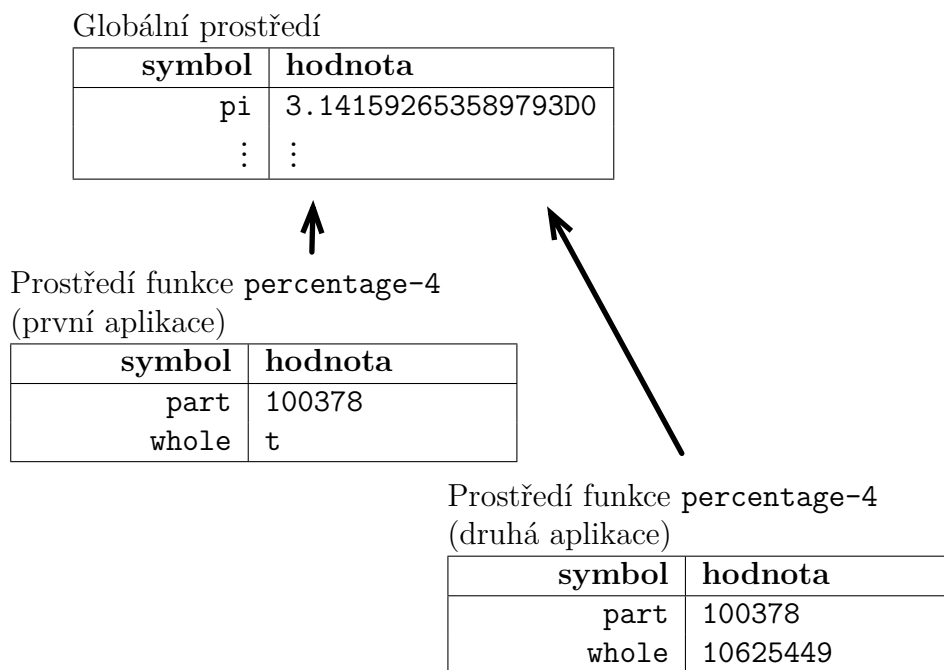 Globální prostředí
symbol hodnota
pi 3.141592653589793D0
⋮ ⋮
Prostředí funkce percentage-4
(první aplikace)
symbol hodnota
part 100378
whole t
Prostředí funkce percentage-4
(druhá aplikace)
symbol hodnota
part 100378
whole 10625449